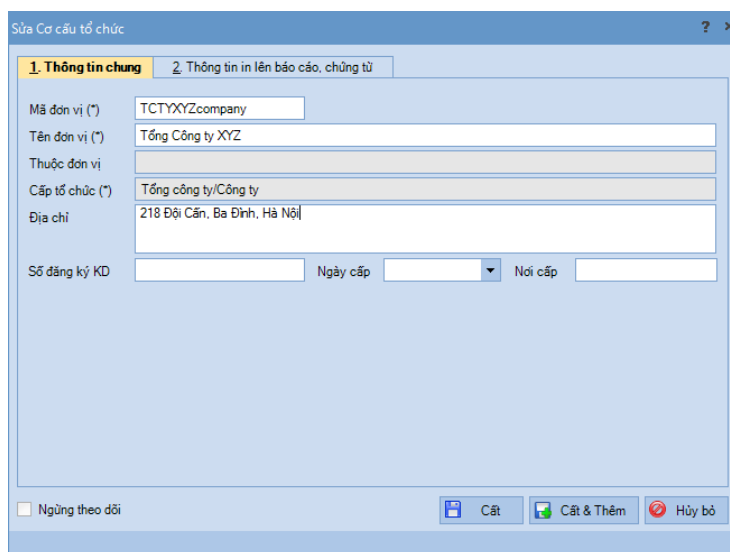 Sửa Cơ cấu tổ chức ?
1. Thông tin chung 2. Thông tin in lên báo cáo, chứng từ
Mã đơn vị (*) TCTYXYZcompany
Tên đơn vị (*) Tổng Công ty XYZ
Thuộc đơn vị
Cấp tổ chức (*) Tổng công ty/Công ty
Địa chỉ 218 Đội Cấn, Ba Đình, Hà Nội
Số đăng ký KD Ngày cấp Nơi cấp
Ngừng theo dõi Cất Cất & Thêm Hủy bỏ